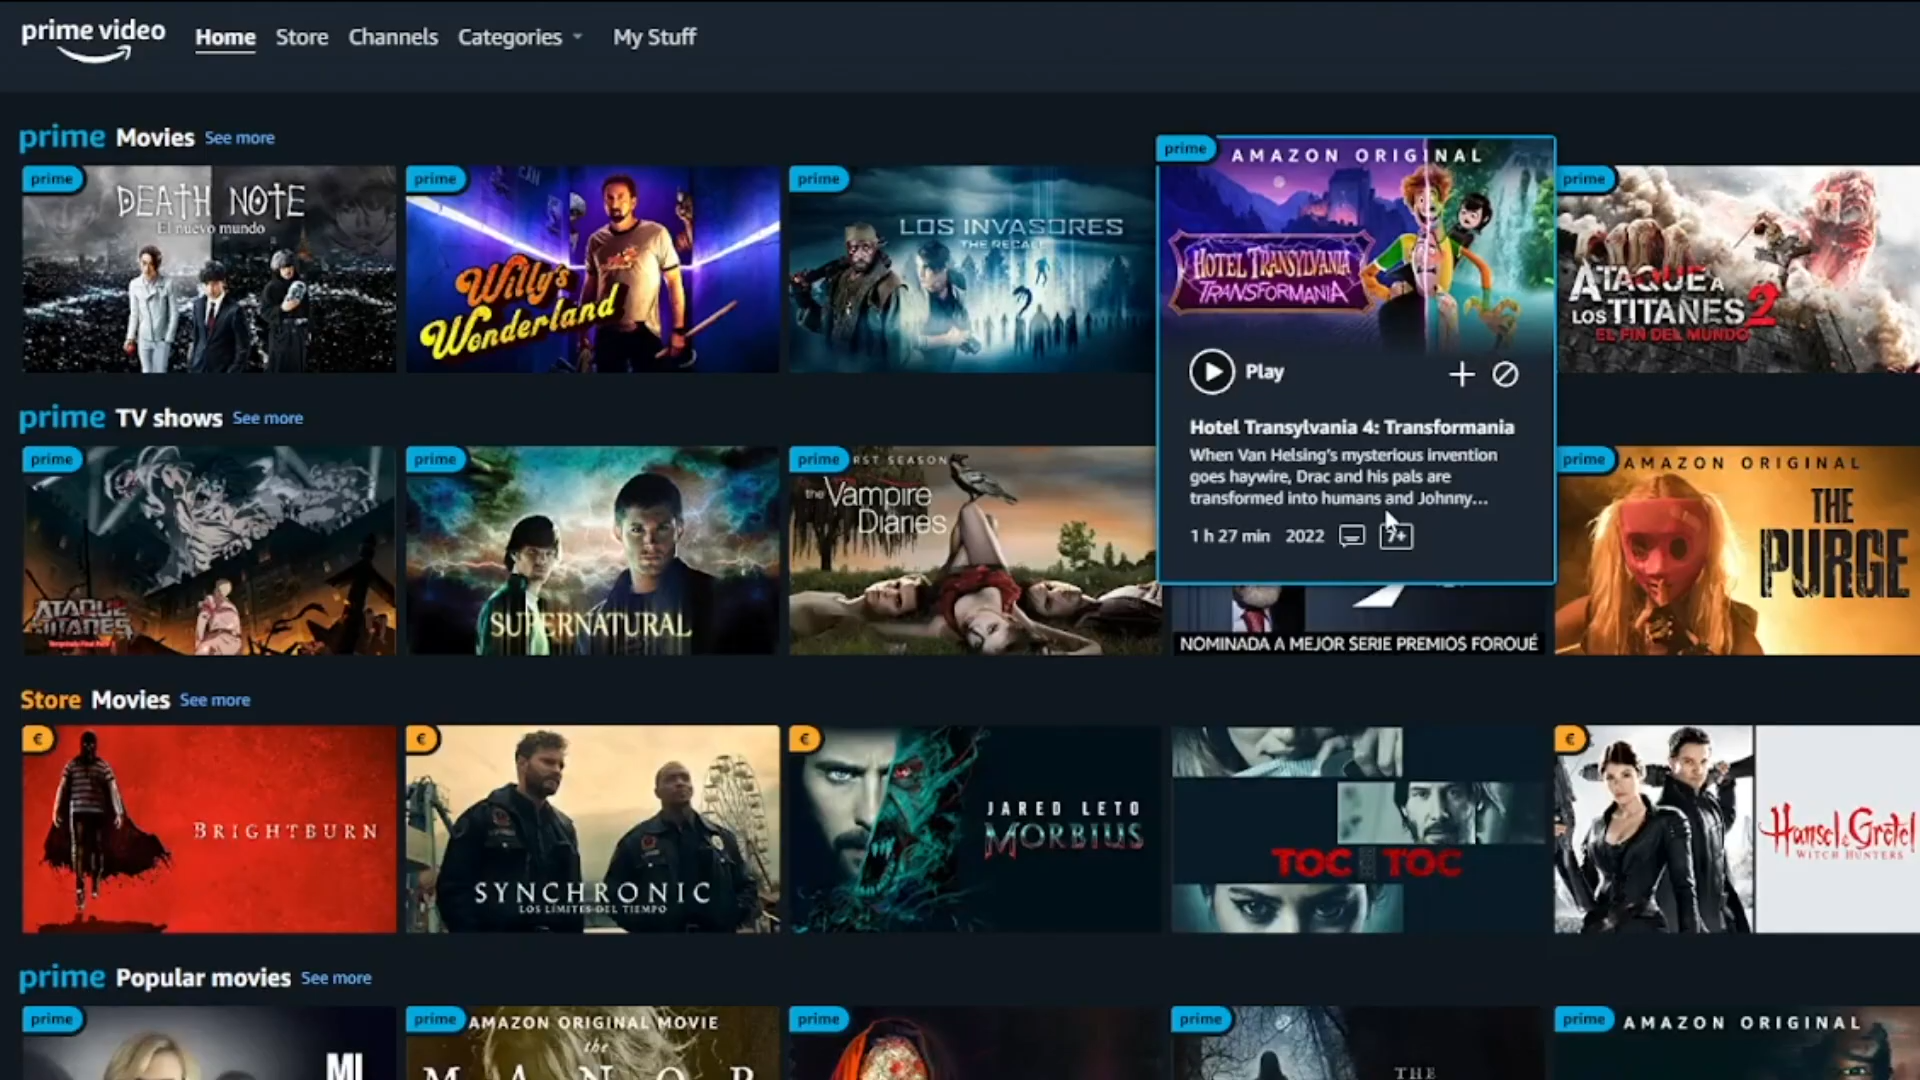 prime video Home Store Channels Categories My Stuff
prime Movies See more
prime
DEATH NOTE
El nuevo mundo
prime
Willy's
Wonderland
prime
LOS INVASORES
THE RECALL
prime
AMAZON ORIGINAL
HOTEL TRANSYLVANIA
TRANSFORMANIA
Play
Hotel Transylvania 4: Transformania
When Van Helsing's mysterious invention
goes haywire, Drac and his pals are
transformed into humans and Johnny...
1 h 27 min 2022 7+
prime
ATAQUE A
LOS TITANES 2
EL FIN DEL MUNDO
prime TV shows See more
prime
ATAQUE
TITANES
prime
SUPERNATURAL
prime
RST SEASON
the Vampire
Diaries
NOMINADA A MEJOR SERIE PREMIOS FORQUÉ
prime
AMAZON ORIGINAL
THE
PURGE
Store Movies See more
€
BRIGHTBURN
€
SYNCHRONIC
LOS LÍMITES DEL TIEMPO
€
JARED LETO
MORBIUS
TOC TOC
€
Hansel & Gretel
WITCH HUNTERS
prime Popular movies See more
prime
MI
prime
AMAZON ORIGINAL MOVIE
the
MANOR
prime
prime
THE
prime
AMAZON ORIGINAL